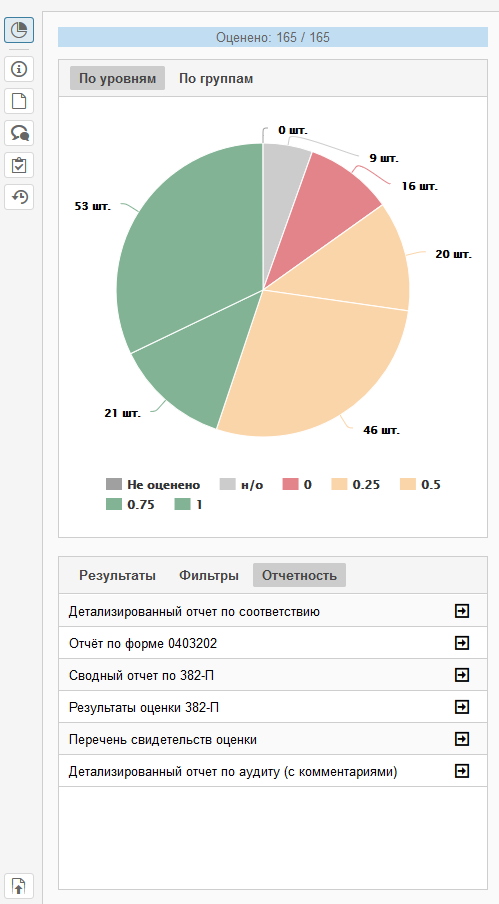 Оценено: 165 / 165
По уровням По группам
0 шт.
9 шт.
16 шт.
53 шт.
20 шт.
21 шт.
46 шт.
Не оценено н/о 0 0.25 0.5
0.75 1
Результаты Фильтры Отчетность
Детализированный отчет по соответствию
Отчёт по форме 0403202
Сводный отчет по 382-П
Результаты оценки 382-П
Перечень свидетельств оценки
Детализированный отчет по аудиту (с комментариями)